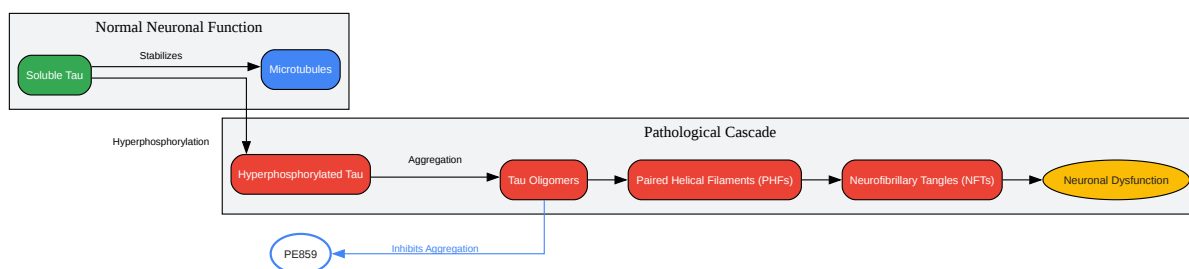 Normal Neuronal Function
Stabilizes
Soluble Tau
Microtubules
Hyperphosphorylation
Pathological Cascade
Aggregation
Hyperphosphorylated Tau
Tau Oligomers
Paired Helical Filaments (PHFs)
Neurofibrillary Tangles (NFTs)
Neuronal Dysfunction
PE859
Inhibits Aggregation